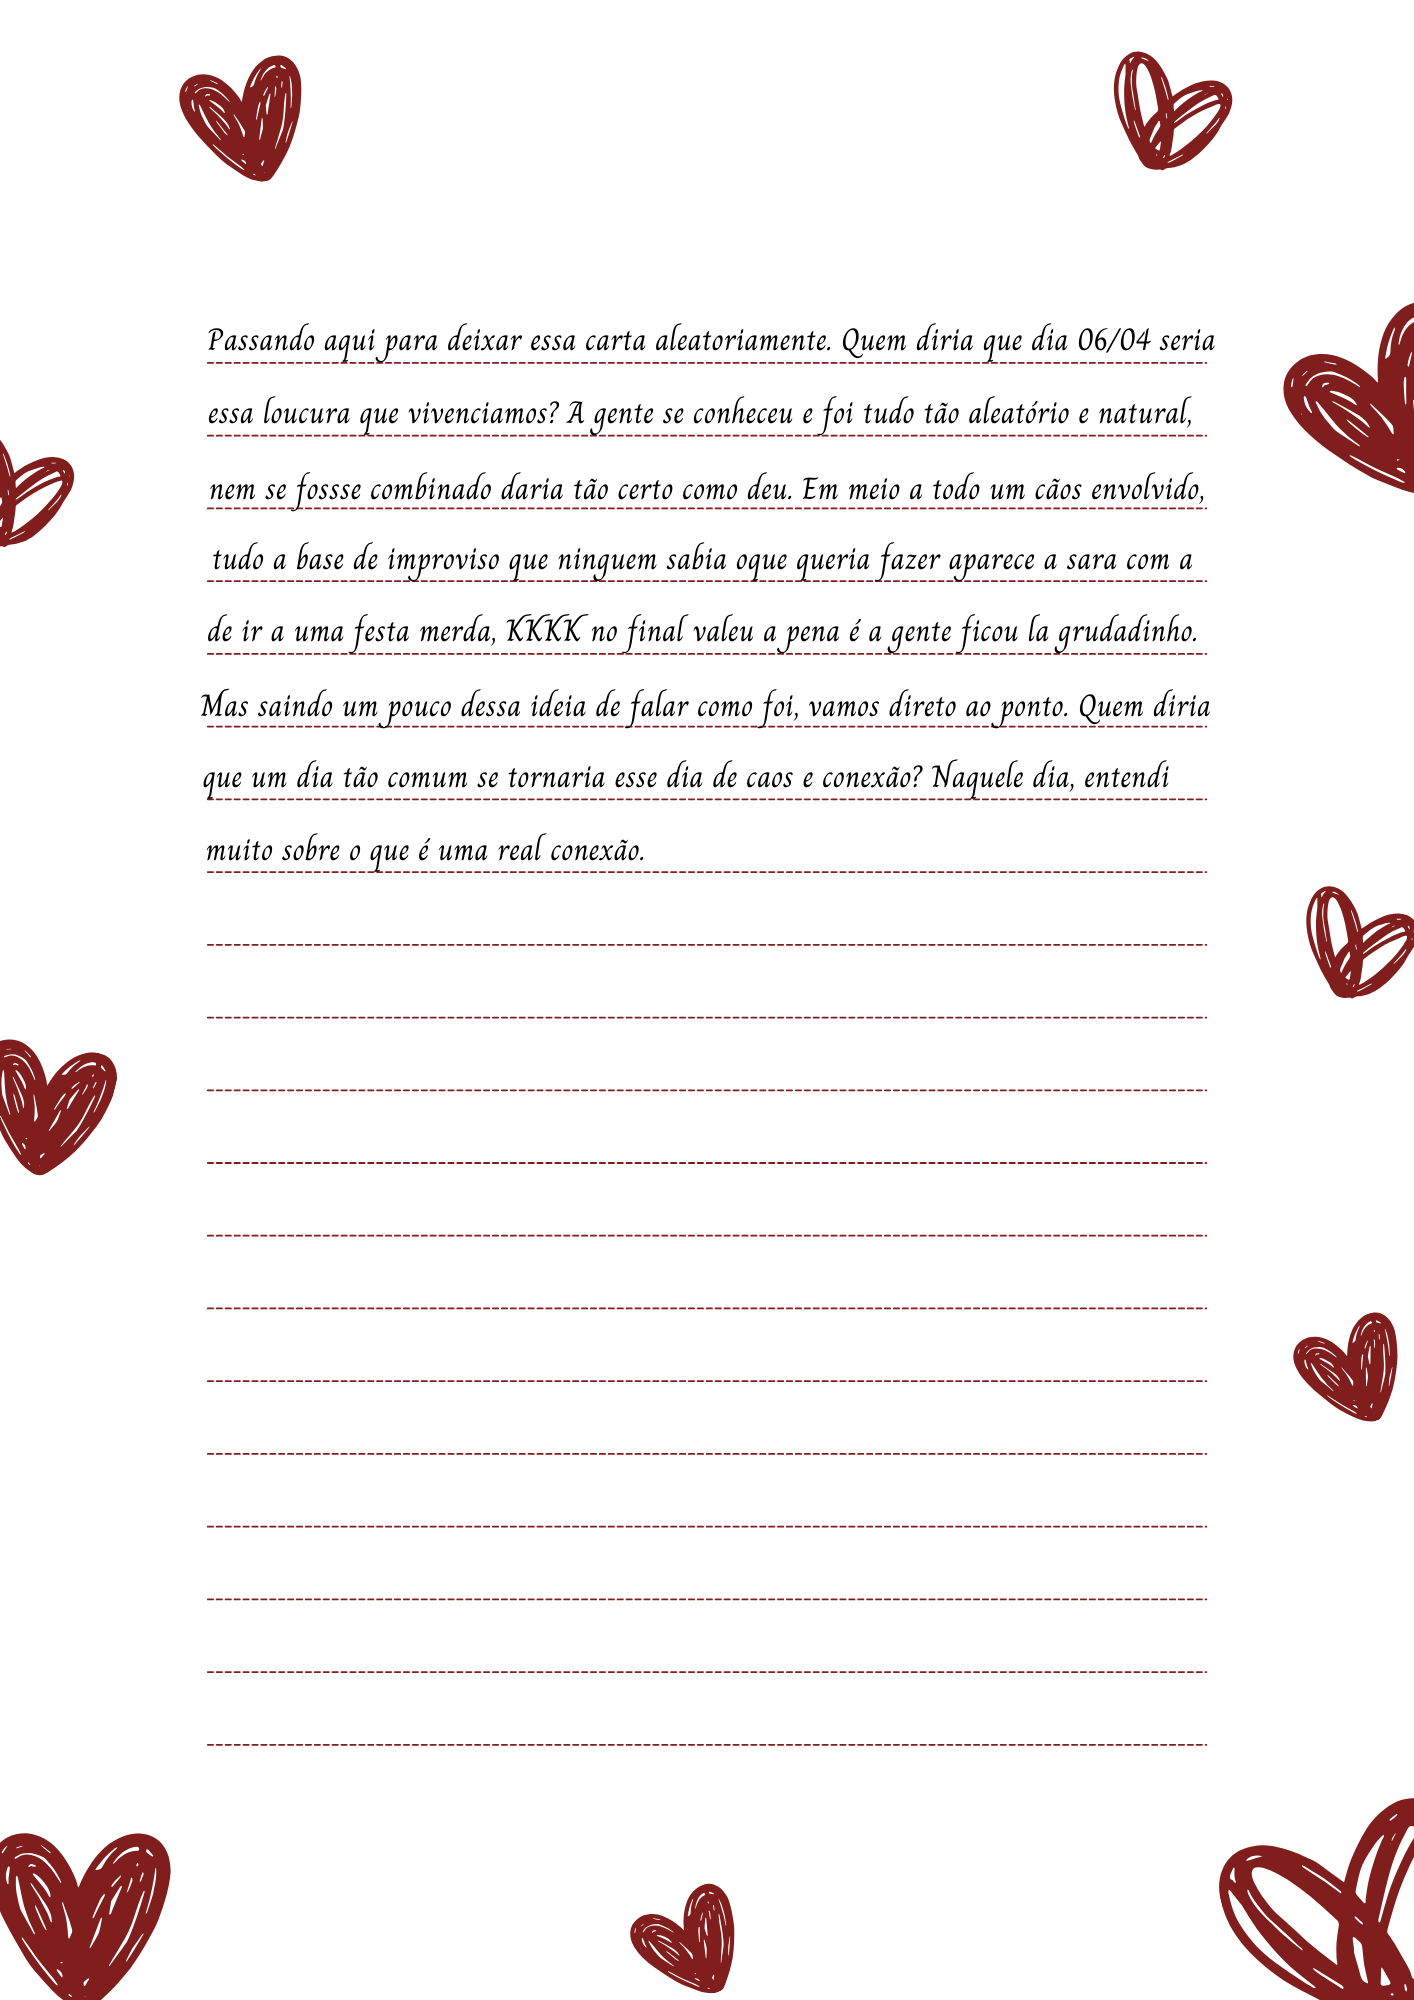 Passando aqui para deixar essa carta aleatoriamente. Quem diria que dia 06/04 seria
essa loucura que vivenciamos? A gente se conheceu e foi tudo tão aleatório e natural,
nem se fossse combinado daria tão certo como deu. Em meio a todo um cãos envolvido,
tudo a base de improviso que ninguem sabia oque queria fazer aparece a sara com a
de ir a uma festa merda, KKKK no final valeu a pena é a gente ficou la grudadinho.
Mas saindo um pouco dessa ideia de falar como foi, vamos direto ao ponto. Quem diria
que um dia tão comum se tornaria esse dia de caos e conexão? Naquele dia, entendi
muito sobre o que é uma real conexão.